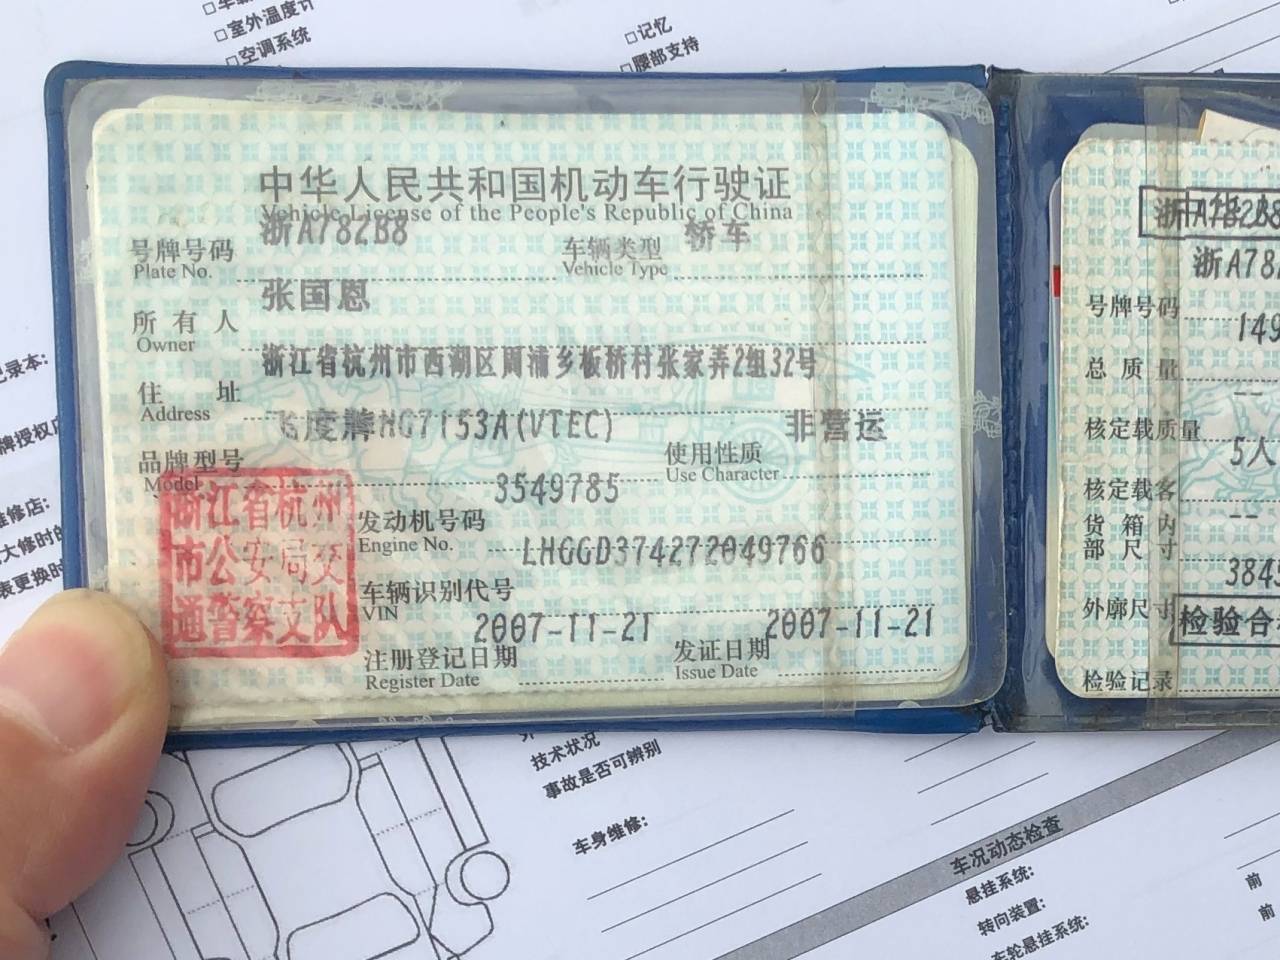 室外温度计
空调系统
记忆
腰部支持
中华人民共和国机动车行驶证
Vehicle License of the People's Republic of China
号牌号码 浙A782B8 车辆类型 轿车
Plate No. Vehicle Type
所有人 张国恩
Owner
住址 浙江省杭州市西湖区周浦乡板桥村张家弄2组32号
Address
品牌型号 飞度牌HG7153A(VTEC) 使用性质 非营运
Model Use Character
浙江省杭州
市公安局交
通警察支队
发动机号码 3549785
Engine No.
车辆识别代号 LHGGD374272049766
VIN
注册登记日期 2007-11-21 发证日期 2007-11-21
Register Date Issue Date
浙A782B8
号牌号码 浙A78
总质量 149
核定载质量 --
核定载客 5人
货箱内
部尺寸 --
外廓尺寸 384
检验合
检验记录
录本:
牌授权
维修店:
大修时的
表更换时
技术状况
事故是否可辨别
车身维修:
车况动态检查
悬挂系统:
转向装置:
车轮悬挂系统:
前
前